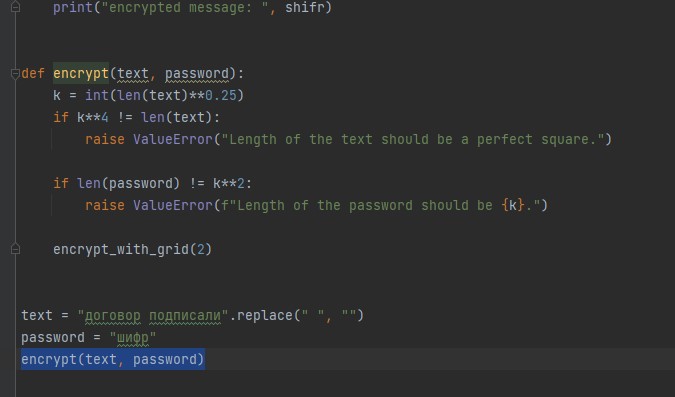 print("encrypted message: ", shifr)
def encrypt(text, password):
k = int(len(text)**0.25)
if k**4 != len(text):
raise ValueError("Length of the text should be a perfect square.")
if len(password) != k**2:
raise ValueError(f"Length of the password should be {k}.")
encrypt_with_grid(2)
text = "договор подписали".replace(" ", "")
password = "шифр"
encrypt(text, password)